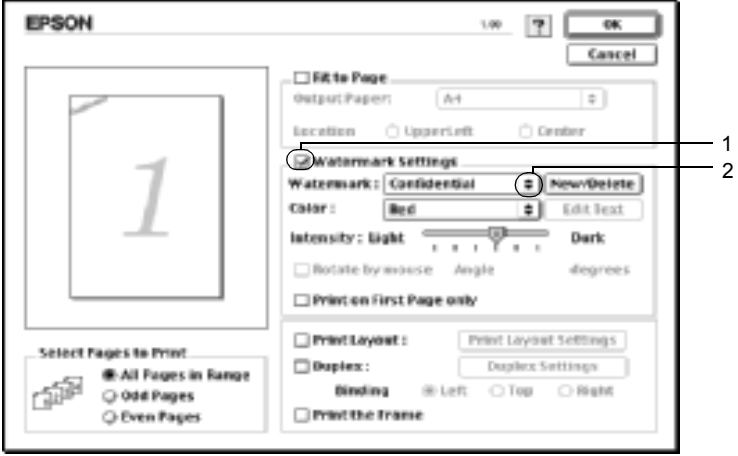 EPSON
1.00 ? OK
Cancel
Fit to Page
Output Paper: A4
Location Upper Left Center
1
Watermark Settings
2
Watermark: Confidential New/Delete
Color: Red Edit Text
Intensity: Light Dark
Rotate by mouse Angle degrees
Print on First Page only
1
Print Layout: Print Layout Settings
Duplex: Duplex Settings
Binding Left Top Right
Print the Frame
Select Pages to Print
All Pages in Range
Odd Pages
Even Pages